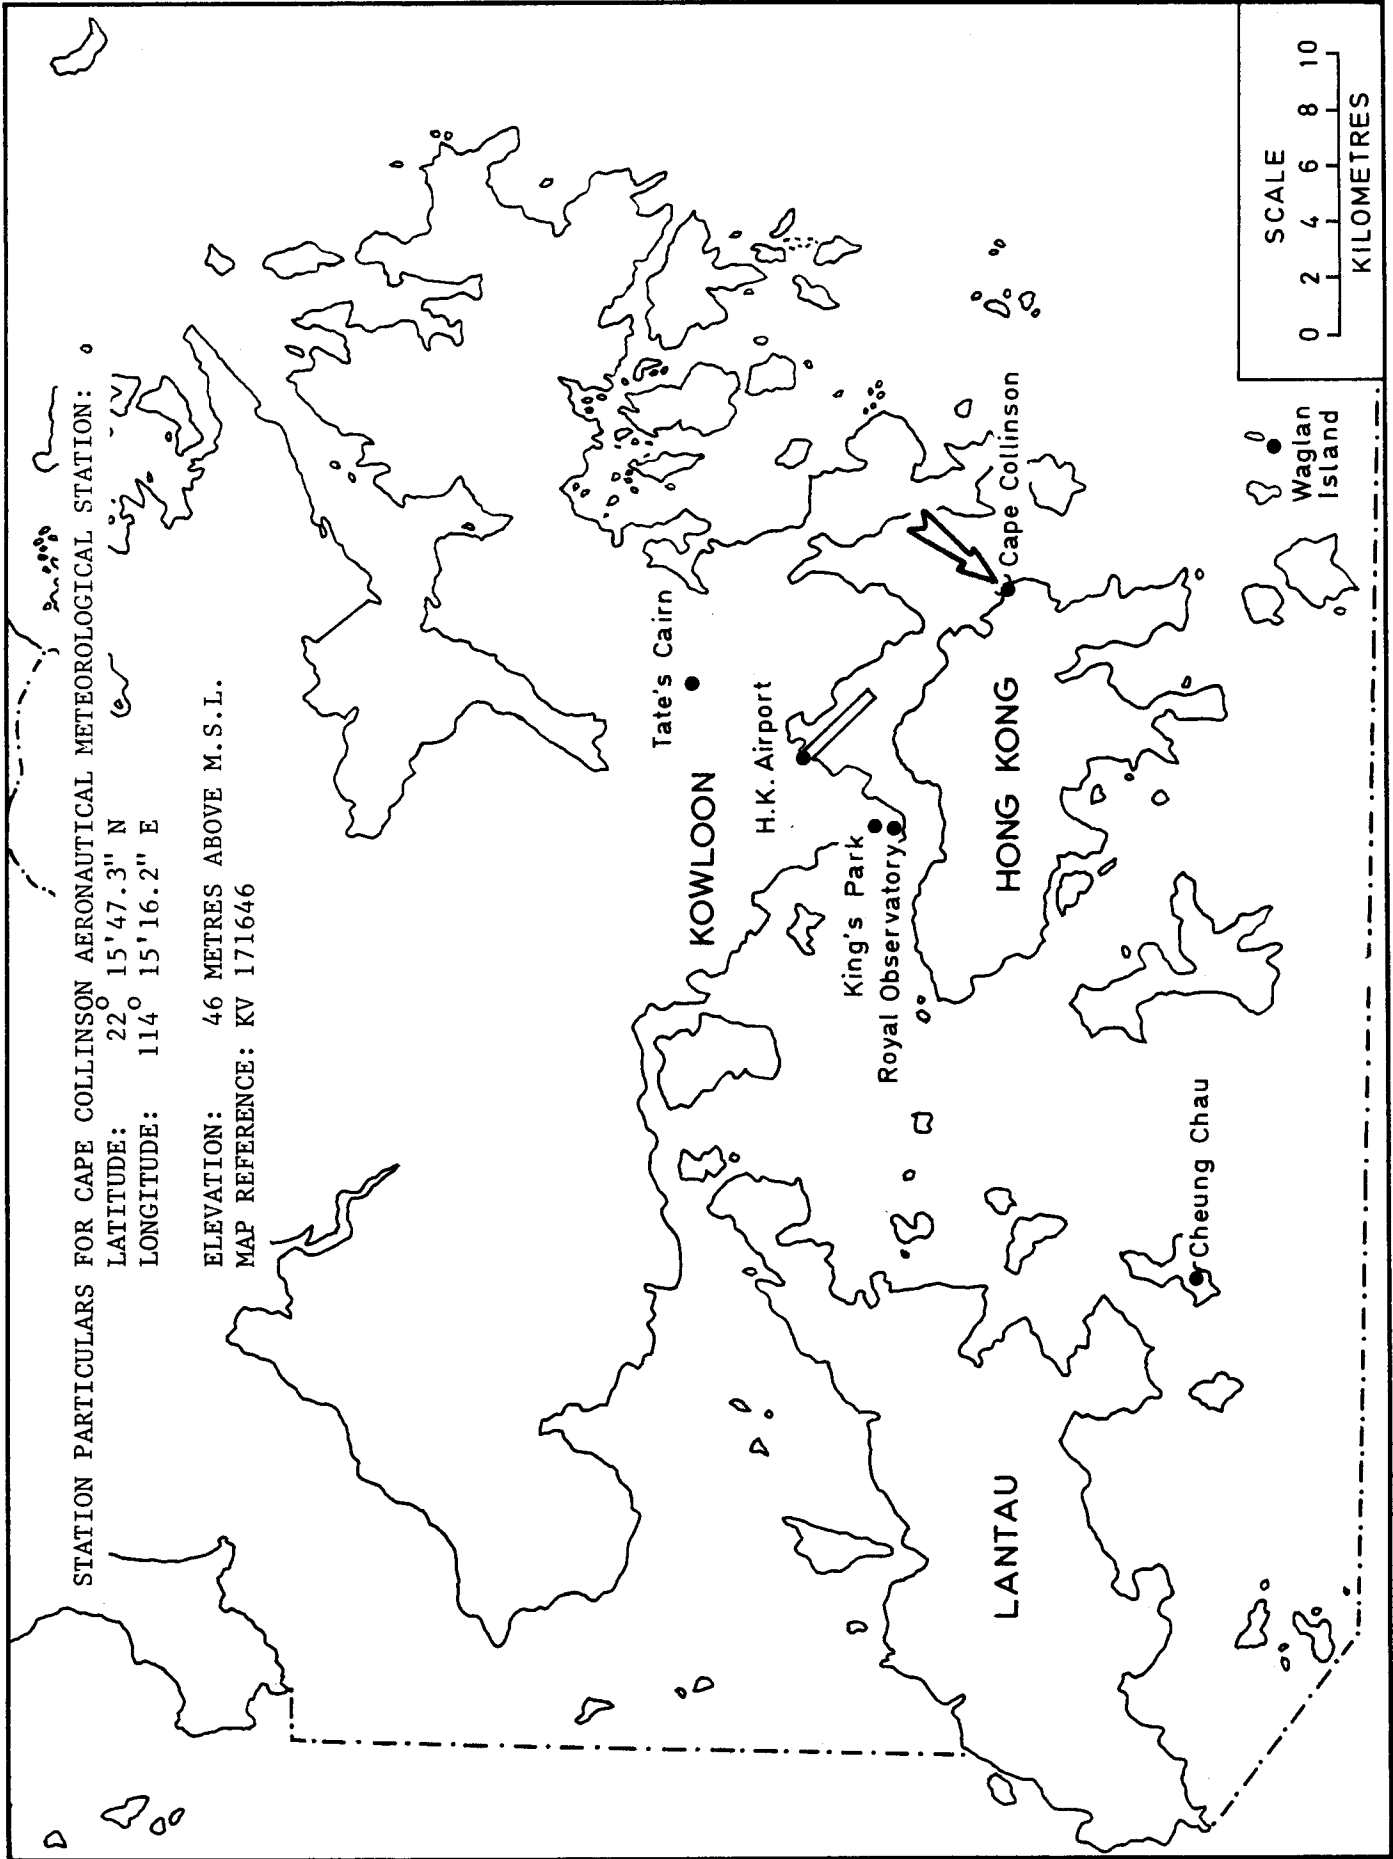 STATION PARTICULARS FOR CAPE COLLINSON AERONAUTICAL METEOROLOGICAL STATION:
LATITUDE: 22° 15'47.3" N
LONGITUDE: 114° 15'16.2" E
ELEVATION: 46 METRES ABOVE M.S.L.
MAP REFERENCE: KV 171646
Tate's Cairn
KOWLOON
H.K. Airport
King's Park
Royal Observatory
HONG KONG
Cape Collinson
LANTAU
Cheung Chau
Waglan
Island
SCALE
0 2 4 6 8 10
KILOMETRES